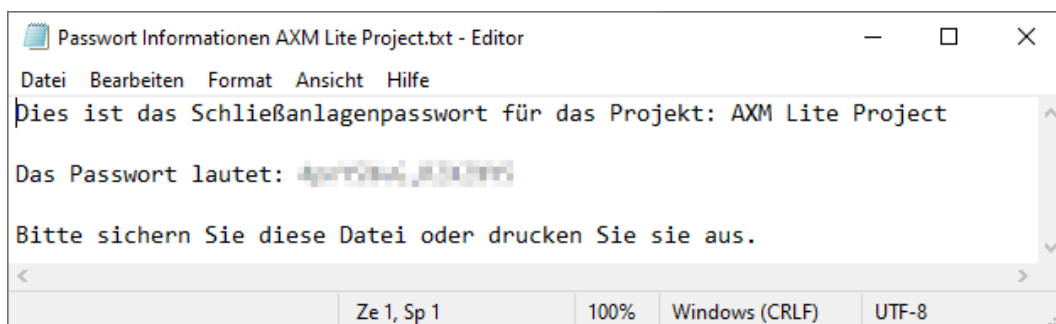 Passwort Informationen AXM Lite Project.txt - Editor
Datei Bearbeiten Format Ansicht Hilfe
Dies ist das Schließanlagenpasswort für das Projekt: AXM Lite Project
Das Passwort lautet:
Bitte sichern Sie diese Datei oder drucken Sie sie aus.
Ze 1, Sp 1 100% Windows (CRLF) UTF-8